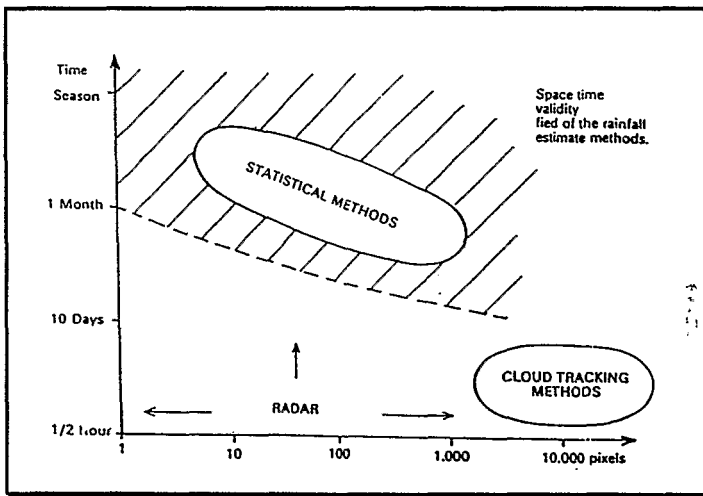 Time
Season
Space time
validity
fied of the rainfall
estimate methods.
STATISTICAL METHODS
1 Month
10 Days
CLOUD TRACKING
METHODS
RADAR
1/2 Hour
1
10
100
1.000
10.000 pixels